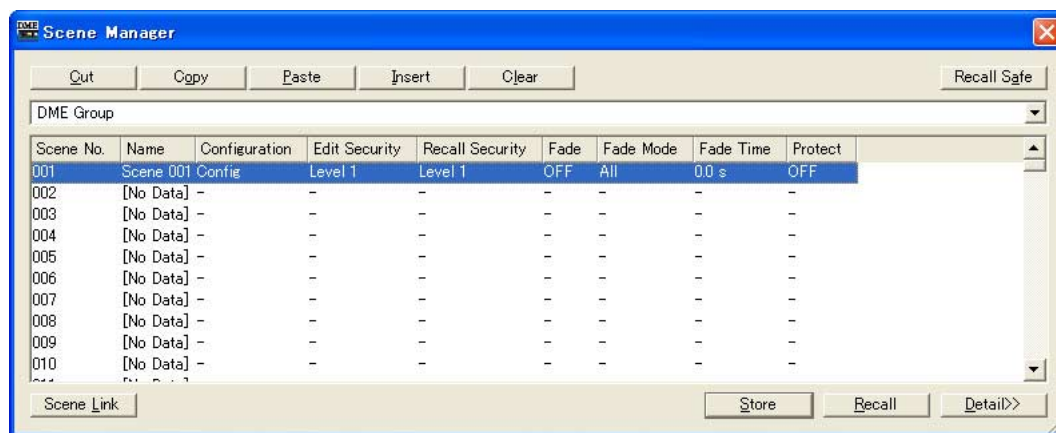 DME Scene Manager
Cut Copy Paste Insert Clear Recall Safe
DME Group
Scene No. Name Configuration Edit Security Recall Security Fade Fade Mode Fade Time Protect
001 Scene 001 Config Level 1 Level 1 OFF All 0.0 s OFF
002 [No Data] - - - - - - -
003 [No Data] - - - - - - -
004 [No Data] - - - - - - -
005 [No Data] - - - - - - -
006 [No Data] - - - - - - -
007 [No Data] - - - - - - -
008 [No Data] - - - - - - -
009 [No Data] - - - - - - -
010 [No Data] - - - - - - -
Scene Link Store Recall Detail>>